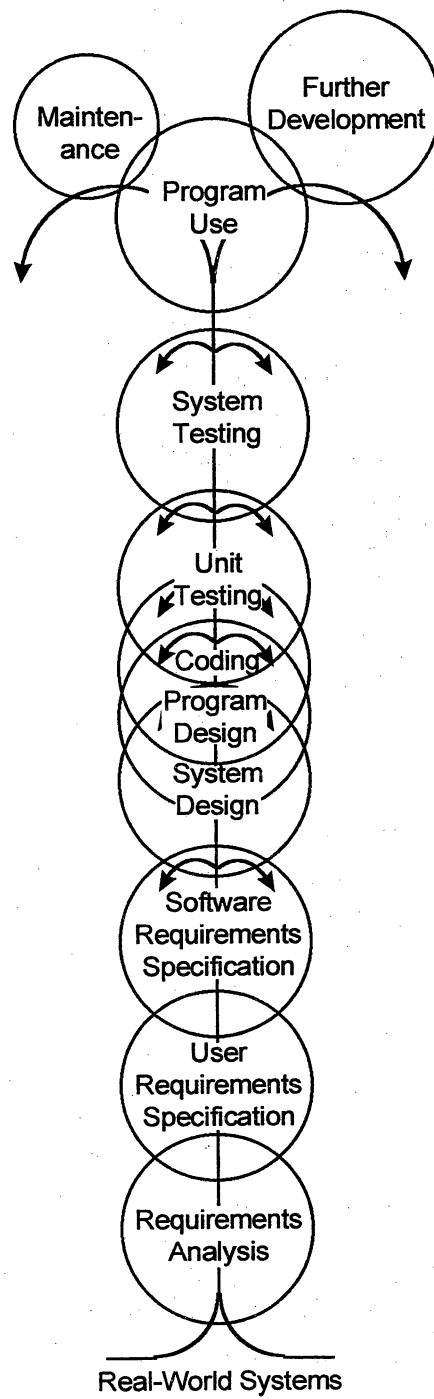 Mainten-
ance
Further
Development
Program
Use
System
Testing
Unit
Testing
Coding
Program
Design
System
Design
Software
Requirements
Specification
User
Requirements
Specification
Requirements
Analysis
Real-World Systems